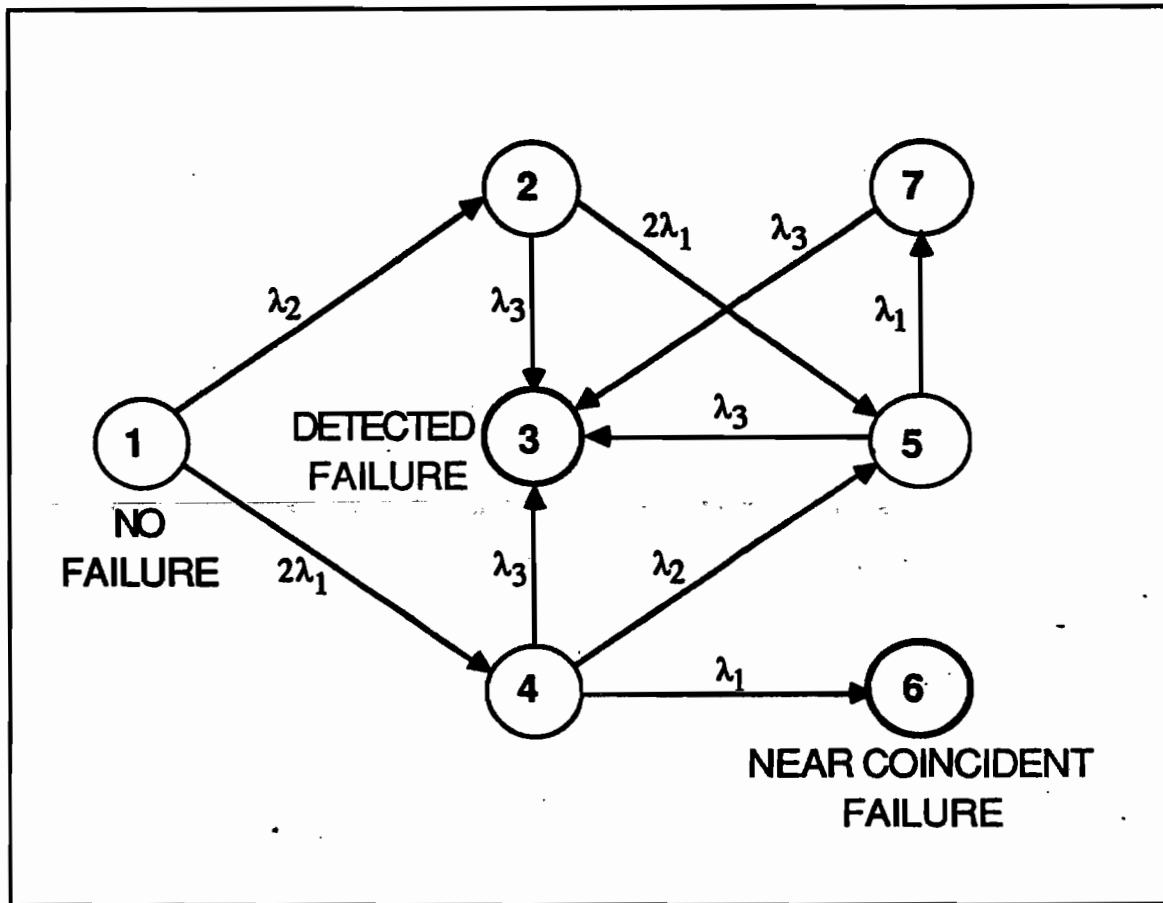 2
7
2λ₁
λ₃
λ₂
λ₃
λ₁
λ₃
1
DETECTED
FAILURE
3
5
NO
FAILURE
2λ₁
λ₃
λ₂
λ₁
4
6
NEAR COINCIDENT
FAILURE